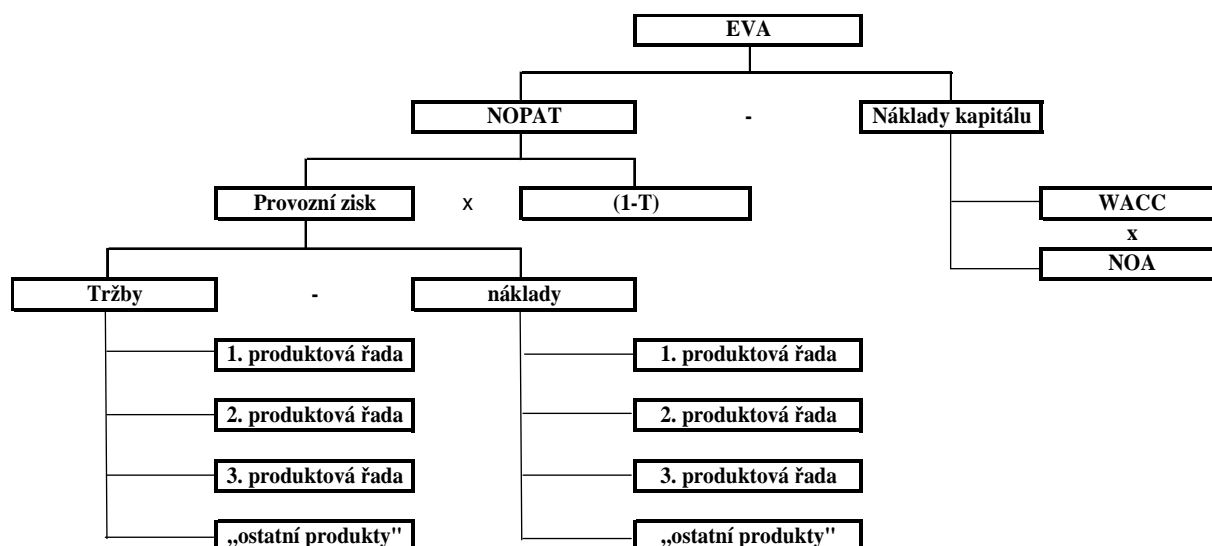 EVA
NOPAT - Náklady kapitálu
Provozní zisk x (1-T) WACC
x
Tržby - náklady NOA
1. produktová řada 1. produktová řada
2. produktová řada 2. produktová řada
3. produktová řada 3. produktová řada
„ostatní produkty" „ostatní produkty"